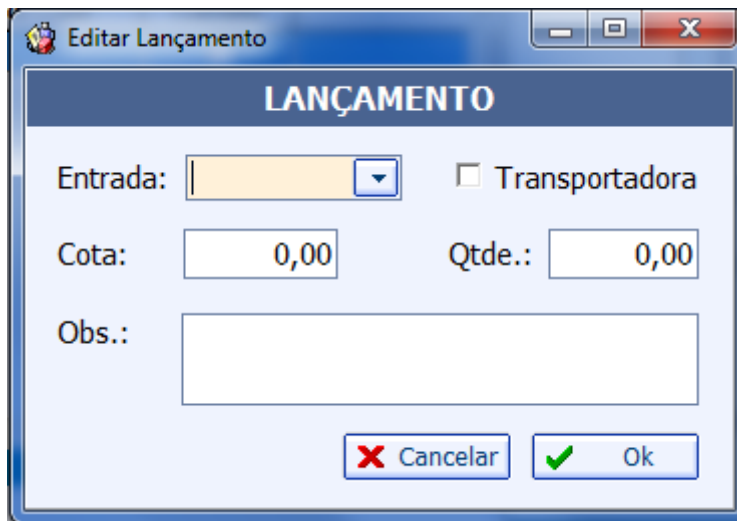 Editar Lançamento
LANÇAMENTO
Entrada: Transportadora
Cota: 0,00 Qtde.: 0,00
Obs.:
Cancelar Ok